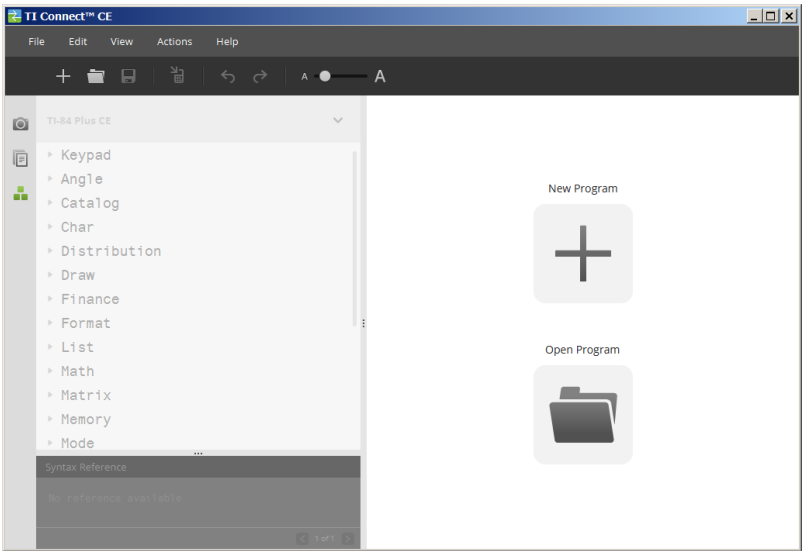 TI Connect™ CE
File Edit View Actions Help
A A
TI-84 Plus CE
Keypad
Angle
Catalog
Char
Distribution
Draw
Finance
Format
List
Math
Matrix
Memory
Mode
Syntax Reference
No reference available
1 of 1
New Program
Open Program